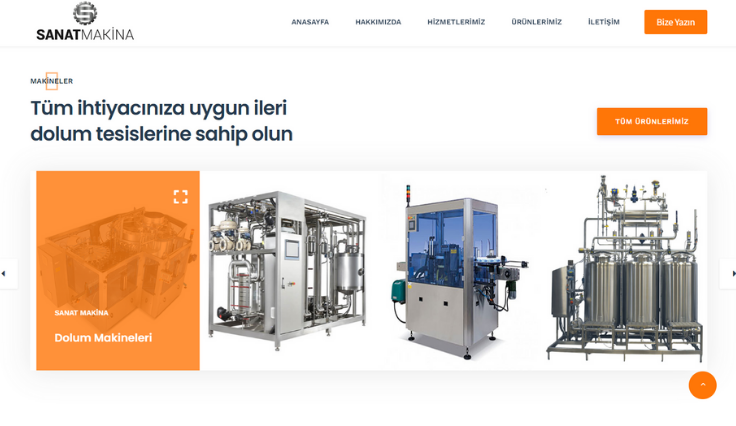 SANATMAKİNA
ANASAYFA
HAKKIMIZDA
HİZMETLERİMİZ
ÜRÜNLERİMİZ
İLETİŞİM
Bize Yazın
MAKİNELER
Tüm ihtiyacınıza uygun ileri
dolum tesislerine sahip olun
TÜM ÜRÜNLERİMİZ
SANAT MAKİNA
Dolum Makineleri